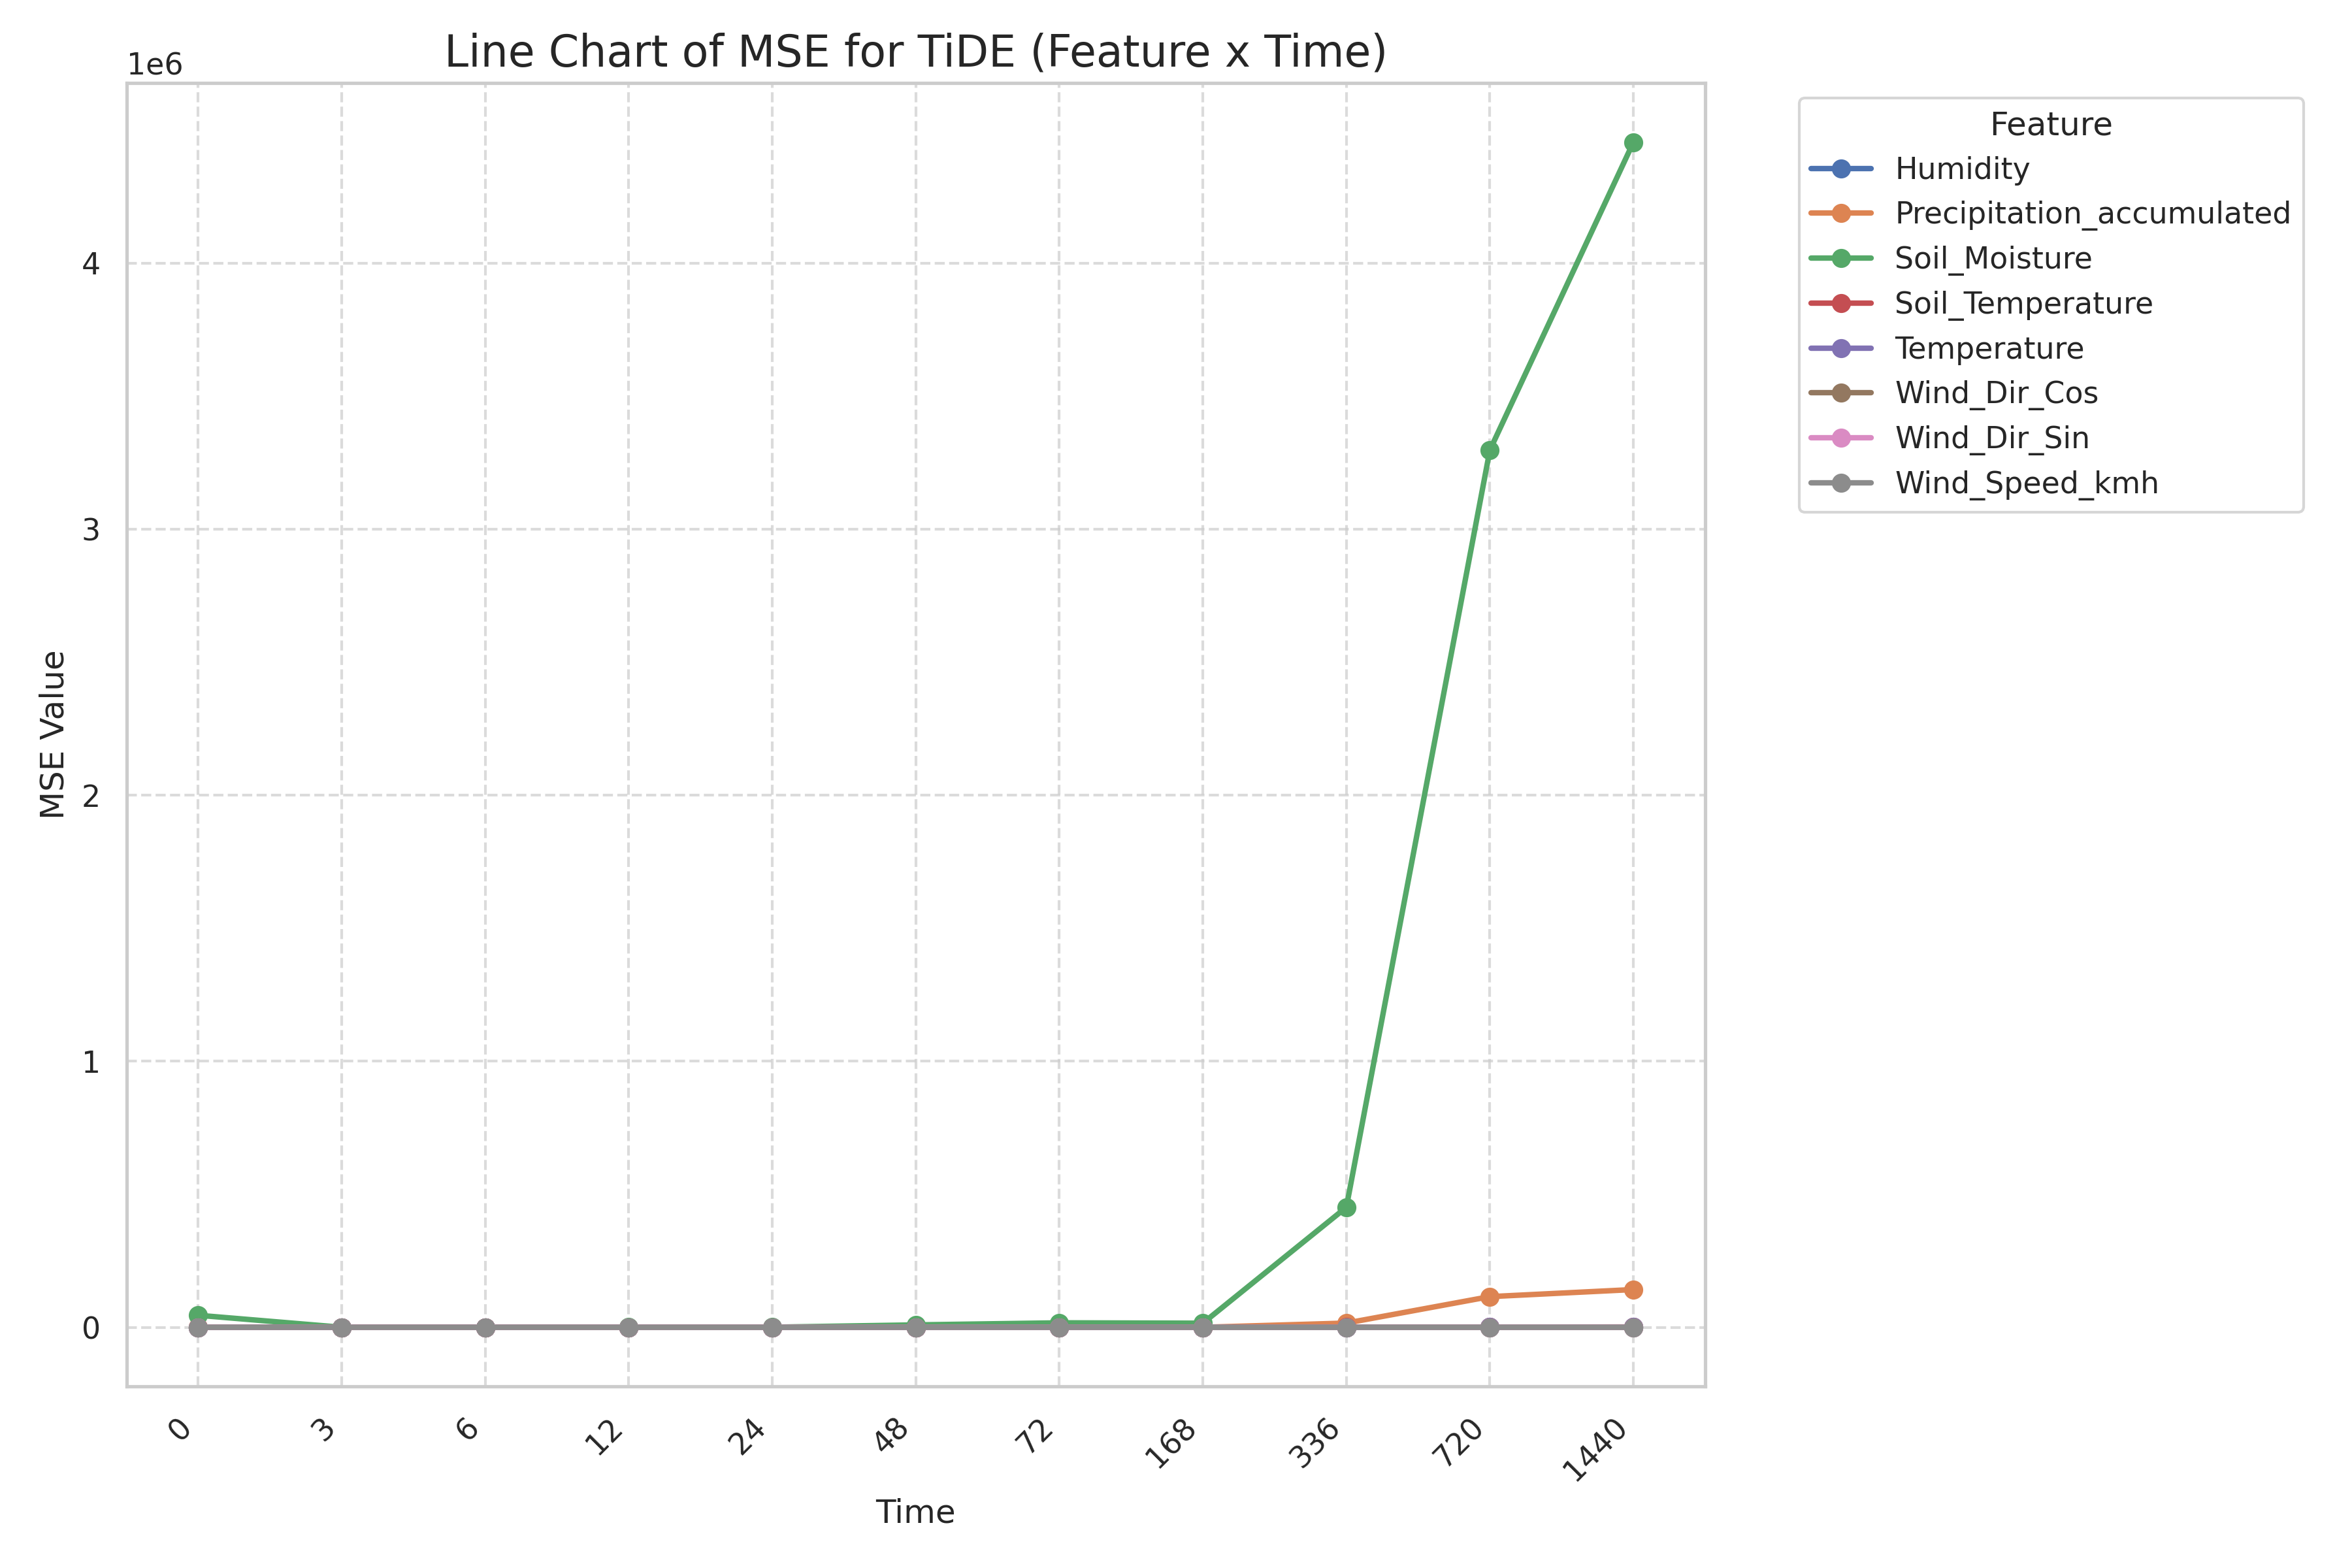 Line Chart of MSE for TiDE (Feature x Time)
1e6
4
3
2
1
0
MSE Value
0
3
6
12
24
48
72
168
336
720
1440
Time
Feature
Humidity
Precipitation_accumulated
Soil_Moisture
Soil_Temperature
Temperature
Wind_Dir_Cos
Wind_Dir_Sin
Wind_Speed_kmh